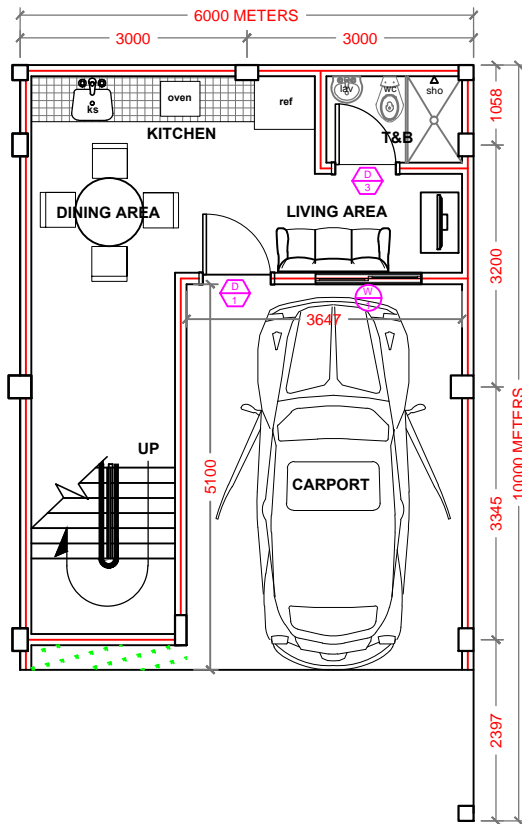 6000 METERS
3000
3000
1058
ks
oven
ref
lav
wc
sho
KITCHEN
T&B
D
3
DINING AREA
LIVING AREA
3200
D
1
W
1
3647
10000 METERS
UP
5100
CARPORT
3345
2397